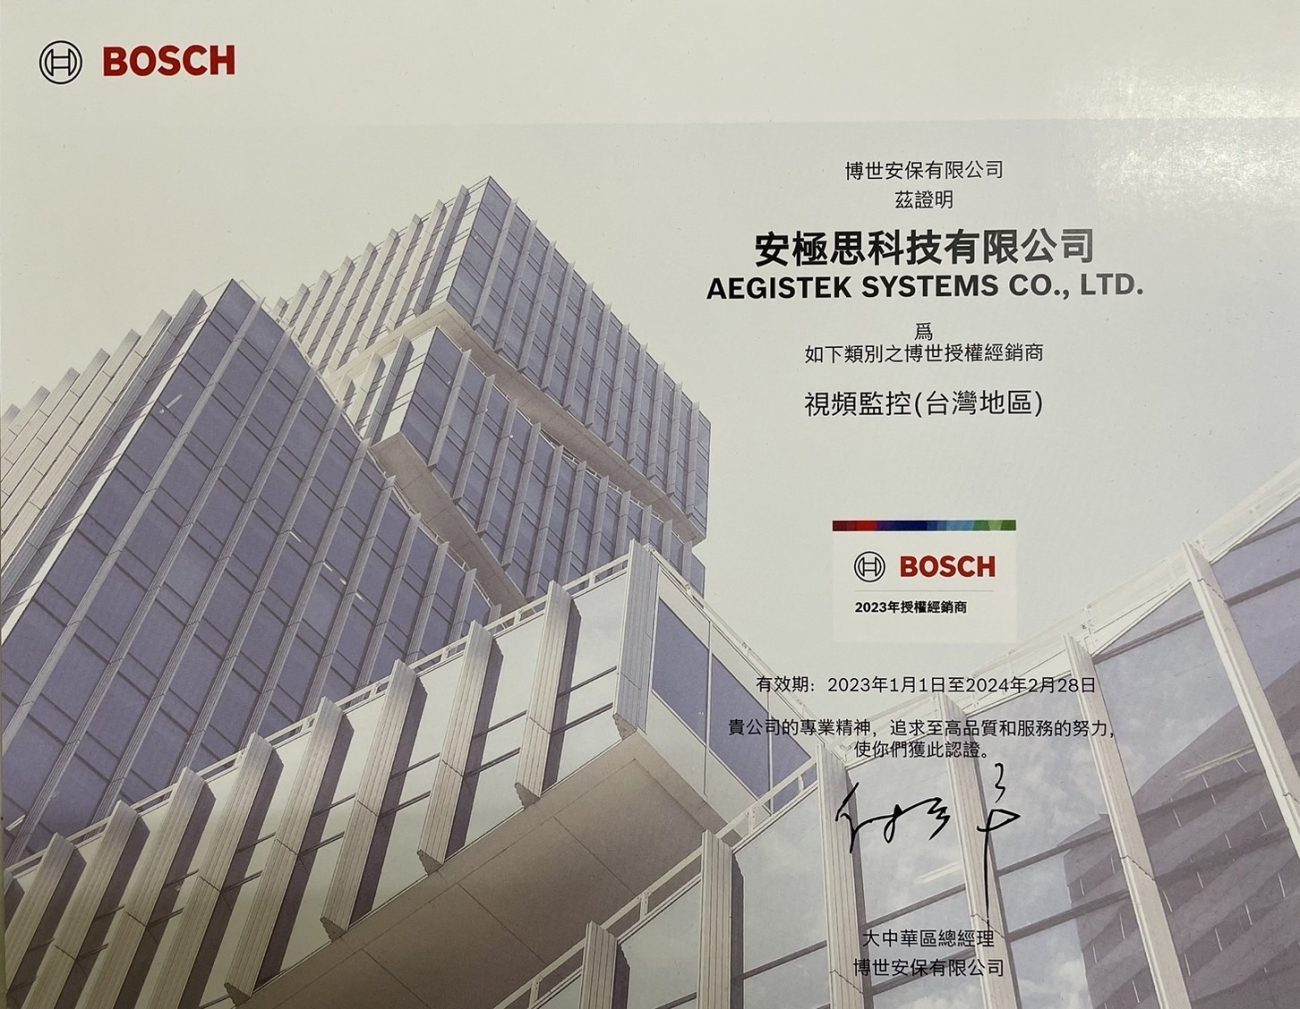 BOSCH
博世安保有限公司
茲證明
安極思科技有限公司
AEGISTEK SYSTEMS CO., LTD.
爲
如下類別之博世授權經銷商
視頻監控(台灣地區)
BOSCH
2023年授權經銷商
有效期：2023年1月1日至2024年2月28日
貴公司的專業精神，追求至高品質和服務的努力，
使你們獲此認證。
大中華區總經理
博世安保有限公司